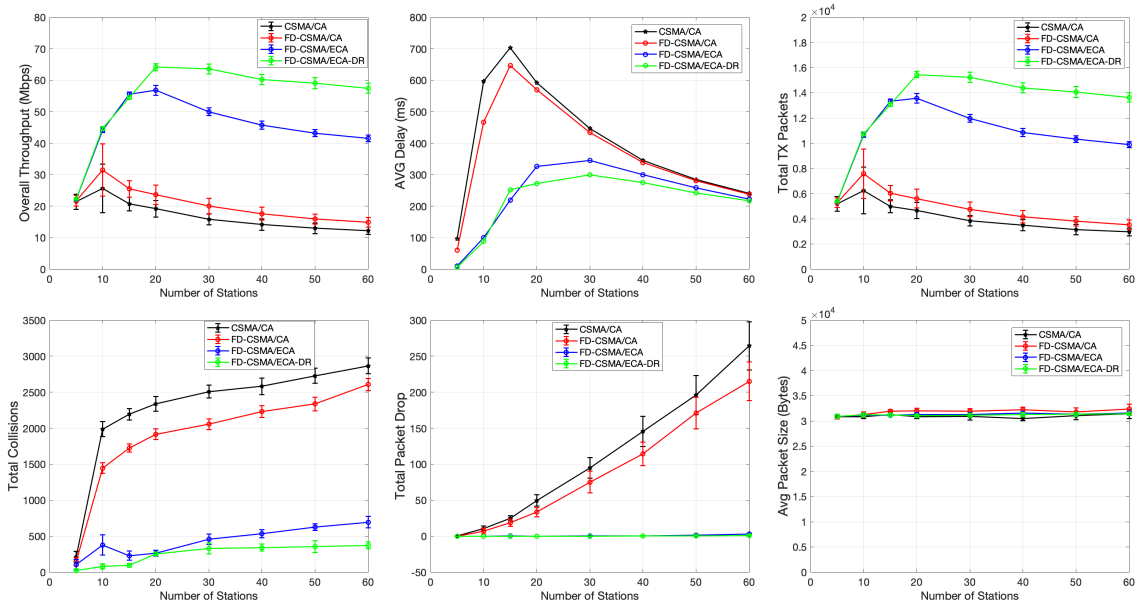 80
70
60
50
40
30
20
10
0
Overall Throughput (Mbps)
0 10 20 30 40 50 60
Number of Stations
CSMA/CA
FD-CSMA/CA
FD-CSMA/ECA
FD-CSMA/ECA-DR
800
700
600
500
400
300
200
100
0
AVG Delay (ms)
0 10 20 30 40 50 60
Number of Stations
CSMA/CA
FD-CSMA/CA
FD-CSMA/ECA
FD-CSMA/ECA-DR
×10⁴
2
1.8
1.6
1.4
1.2
1
0.8
0.6
0.4
0.2
0
Total TX Packets
0 10 20 30 40 50 60
Number of Stations
CSMA/CA
FD-CSMA/CA
FD-CSMA/ECA
FD-CSMA/ECA-DR
3500
3000
2500
2000
1500
1000
500
0
Total Collisions
0 10 20 30 40 50 60
Number of Stations
CSMA/CA
FD-CSMA/CA
FD-CSMA/ECA
FD-CSMA/ECA-DR
300
250
200
150
100
50
0
-50
Total Packet Drop
0 10 20 30 40 50 60
Number of Stations
CSMA/CA
FD-CSMA/CA
FD-CSMA/ECA
FD-CSMA/ECA-DR
×10⁴
5
4.5
4
3.5
3
2.5
2
1.5
1
0.5
0
Avg Packet Size (Bytes)
0 10 20 30 40 50 60
Number of Stations
CSMA/CA
FD-CSMA/CA
FD-CSMA/ECA
FD-CSMA/ECA-DR